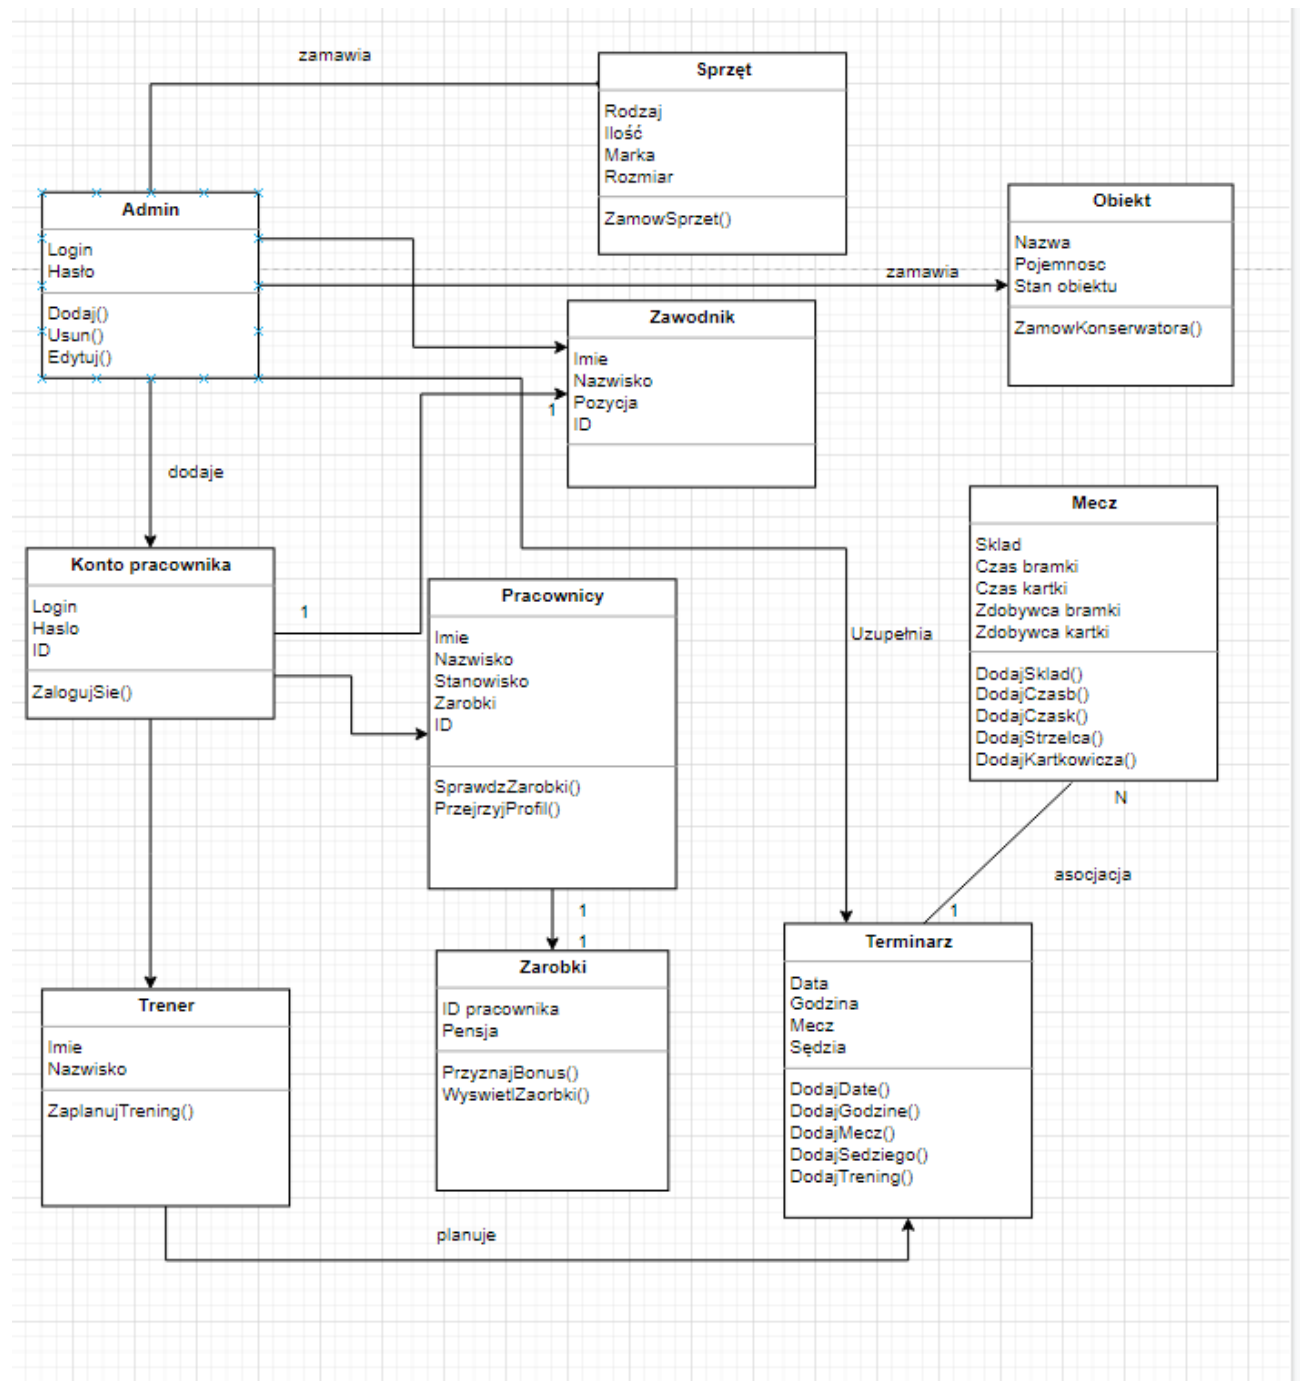 zamawia
Sprzęt
Rodzaj
Ilość
Marka
Rozmiar
ZamowSprzet()
Admin
Login
Hasło
Dodaj()
Usun()
Edytuj()
Obiekt
Nazwa
Pojemnosc
Stan obiektu
ZamowKonserwatora()
zamawia
Zawodnik
Imie
Nazwisko
Pozycja
ID
1
dodaje
Konto pracownika
Login
Haslo
ID
ZalogujSie()
1
Pracownicy
Imie
Nazwisko
Stanowisko
Zarobki
ID
SprawdzZarobki()
PrzejrzyjProfil()
Uzupełnia
Mecz
Sklad
Czas bramki
Czas kartki
Zdobywca bramki
Zdobywca kartki
DodajSklad()
DodajCzasb()
DodajCzask()
DodajStrzelca()
DodajKartkowicza()
N
asocjacja
1
1
1
Zarobki
ID pracownika
Pensja
PrzyznajBonus()
WyswietlZaorbki()
Terminarz
Data
Godzina
Mecz
Sędzia
DodajDate()
DodajGodzine()
DodajMecz()
DodajSedziego()
DodajTrening()
Trener
Imie
Nazwisko
ZaplanujTrening()
planuje